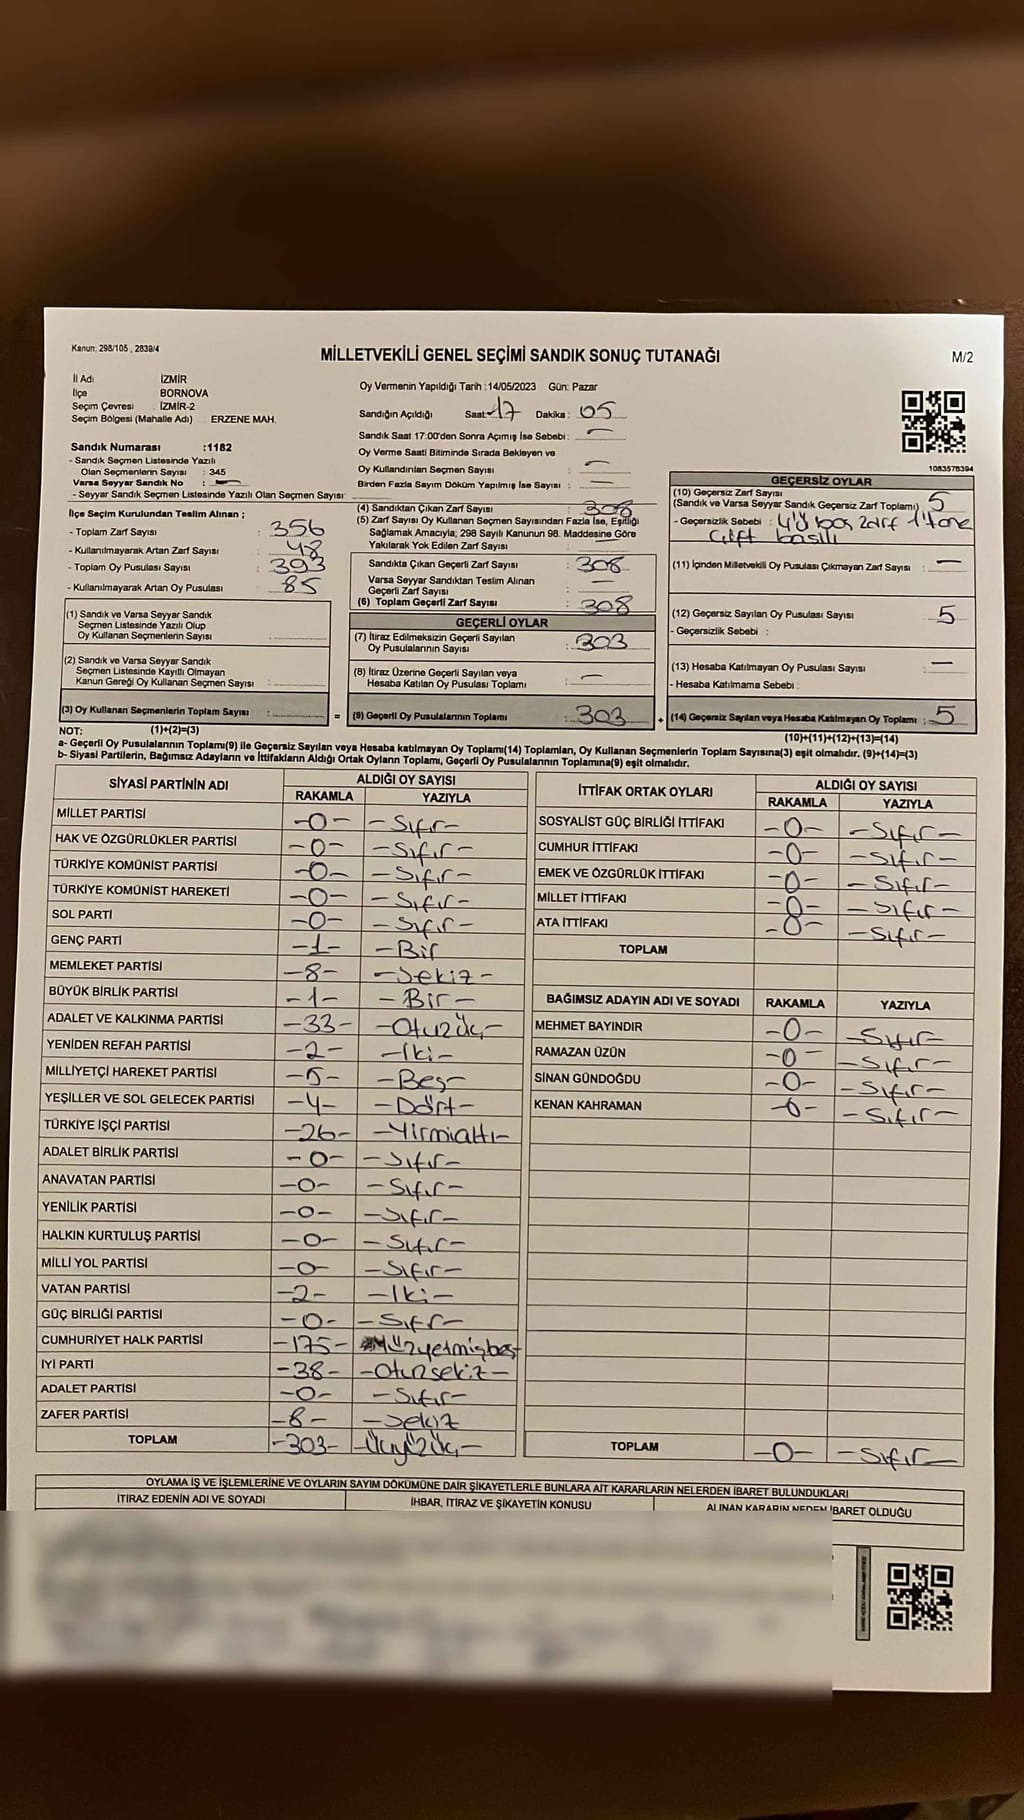 Kanun: 298/105 , 2839/4
MİLLETVEKİLİ GENEL SEÇİMİ SANDIK SONUÇ TUTANAĞI
M/2
İl Adı : İZMİR
İlçe : BORNOVA
Seçim Çevresi : İZMİR-2
Seçim Bölgesi (Mahalle Adı) : ERZENE MAH.
Oy Vermenin Yapıldığı Tarih :14/05/2023 Gün: Pazar
Sandığın Açıldığı Saat: 17 Dakika : 05
Sandık Saat 17:00'den Sonra Açımış İse Sebebi : —
Oy Verme Saati Bitiminde Sırada Bekleyen ve
Oy Kullandırılan Seçmen Sayısı : —
Birden Fazla Sayım Döküm Yapılmış İse Sayısı : —
Sandık Numarası :1182
- Sandık Seçmen Listesinde Yazılı
Olan Seçmenlerin Sayısı : 345
Varsa Seyyar Sandık No : —
- Seyyar Sandık Seçmen Listesinde Yazılı Olan Seçmen Sayısı:
1083578394
İlçe Seçim Kurulundan Teslim Alınan ;
- Toplam Zarf Sayısı : 356
- Kullanılmayarak Artan Zarf Sayısı : 48
- Toplam Oy Pusulası Sayısı : 393
- Kullanılmayarak Artan Oy Pusulası : 85
(1) Sandık ve Varsa Seyyar Sandık
Seçmen Listesinde Yazılı Olup
Oy Kullanan Seçmenlerin Sayısı :
(2) Sandık ve Varsa Seyyar Sandık
Seçmen Listesinde Kayıtlı Olmayan
Kanun Gereği Oy Kullanan Seçmen Sayısı :
(3) Oy Kullanan Seçmenlerin Toplam Sayısı :
(4) Sandıktan Çıkan Zarf Sayısı : 308
(5) Zarf Sayısı Oy Kullanan Seçmen Sayısından Fazla İse, Eşitliği
Sağlamak Amacıyla; 298 Sayılı Kanunun 98. Maddesine Göre
Yakılarak Yok Edilen Zarf Sayısı :
Sandıkta Çıkan Geçerli Zarf Sayısı : 308
Varsa Seyyar Sandıktan Teslim Alınan
Geçerli Zarf Sayısı : —
(6) Toplam Geçerli Zarf Sayısı : 308
GEÇERLİ OYLAR
(7) İtiraz Edilmeksizin Geçerli Sayılan
Oy Pusulalarının Sayısı : 303
(8) İtiraz Üzerine Geçerli Sayılan veya
Hesaba Katılan Oy Pusulası Toplamı : —
= (9) Geçerli Oy Pusulalarının Toplamı : 303
GEÇERSİZ OYLAR
(10) Geçersiz Zarf Sayısı
(Sandık ve Varsa Seyyar Sandık Geçersiz Zarf Toplamı) : 5
- Geçersizlik Sebebi : 4'ü boş zarf 1 tane
çift basılı
(11) İçinden Milletvekili Oy Pusulası Çıkmayan Zarf Sayısı : —
(12) Geçersiz Sayılan Oy Pusulası Sayısı : 5
- Geçersizlik Sebebi :
(13) Hesaba Katılmayan Oy Pusulası Sayısı : —
- Hesaba Katılmama Sebebi :
+ (14) Geçersiz Sayılan veya Hesaba Katılmayan Oy Toplamı : 5
NOT: (1)+(2)=(3)
(10)+(11)+(12)+(13)=(14)
a- Geçerli Oy Pusulalarının Toplamı(9) ile Geçersiz Sayılan veya Hesaba katılmayan Oy Toplamı(14) Toplamları, Oy Kullanan Seçmenlerin Toplam Sayısına(3) eşit olmalıdır. (9)+(14)=(3)
b- Siyasi Partilerin, Bağımsız Adayların ve İttifakların Aldığı Ortak Oyların Toplamı, Geçerli Oy Pusulalarının Toplamına(9) eşit olmalıdır.
SİYASİ PARTİNİN ADI ALDIĞI OY SAYISI
RAKAMLA YAZIYLA
MİLLET PARTİSİ -0- -Sıfır-
HAK VE ÖZGÜRLÜKLER PARTİSİ -0- -Sıfır-
TÜRKİYE KOMÜNİST PARTİSİ -0- -Sıfır-
TÜRKİYE KOMÜNİST HAREKETİ -0- -Sıfır-
SOL PARTİ -0- -Sıfır-
GENÇ PARTİ -1- -Bir
MEMLEKET PARTİSİ -8- -Sekiz-
BÜYÜK BİRLİK PARTİSİ -1- -Bir-
ADALET VE KALKINMA PARTİSİ -33- -Otuzüç-
YENİDEN REFAH PARTİSİ -2- -İki-
MİLLİYETÇİ HAREKET PARTİSİ -5- -Beş-
YEŞİLLER VE SOL GELECEK PARTİSİ -4- -Dört-
TÜRKİYE İŞÇİ PARTİSİ -26- -Yirmialtı-
ADALET BİRLİK PARTİSİ -0- -Sıfır-
ANAVATAN PARTİSİ -0- -Sıfır-
YENİLİK PARTİSİ -0- -Sıfır-
HALKIN KURTULUŞ PARTİSİ -0- -Sıfır-
MİLLİ YOL PARTİSİ -0- -Sıfır-
VATAN PARTİSİ -2- -İki-
GÜÇ BİRLİĞİ PARTİSİ -0- -Sıfır-
CUMHURİYET HALK PARTİSİ -175- Yüzyetmişbeş-
İYİ PARTİ -38- -Otuzsekiz-
ADALET PARTİSİ -0- -Sıfır-
ZAFER PARTİSİ -8- -Sekiz
TOPLAM -303- -Üçyüzüç-
İTTİFAK ORTAK OYLARI ALDIĞI OY SAYISI
RAKAMLA YAZIYLA
SOSYALİST GÜÇ BİRLİĞİ İTTİFAKI -0- -Sıfır-
CUMHUR İTTİFAKI -0- -Sıfır-
EMEK VE ÖZGÜRLÜK İTTİFAKI -0- -Sıfır-
MİLLET İTTİFAKI -0- -Sıfır-
ATA İTTİFAKI -0- -Sıfır-
TOPLAM
BAĞIMSIZ ADAYIN ADI VE SOYADI RAKAMLA YAZIYLA
MEHMET BAYINDIR -0- -Sıfır-
RAMAZAN ÜZÜN -0- -Sıfır-
SİNAN GÜNDOĞDU -0- -Sıfır-
KENAN KAHRAMAN -0- -Sıfır-
TOPLAM -0- -Sıfır-
OYLAMA İŞ VE İŞLEMLERİNE VE OYLARIN SAYIM DÖKÜMÜNE DAİR ŞİKAYETLERLE BUNLARA AİT KARARLARIN NELERDEN İBARET BULUNDUKLARI
İTİRAZ EDENİN ADI VE SOYADI İHBAR, İTİRAZ VE ŞİKAYETİN KONUSU ALINAN KARARIN NEDEN İBARET OLDUĞU